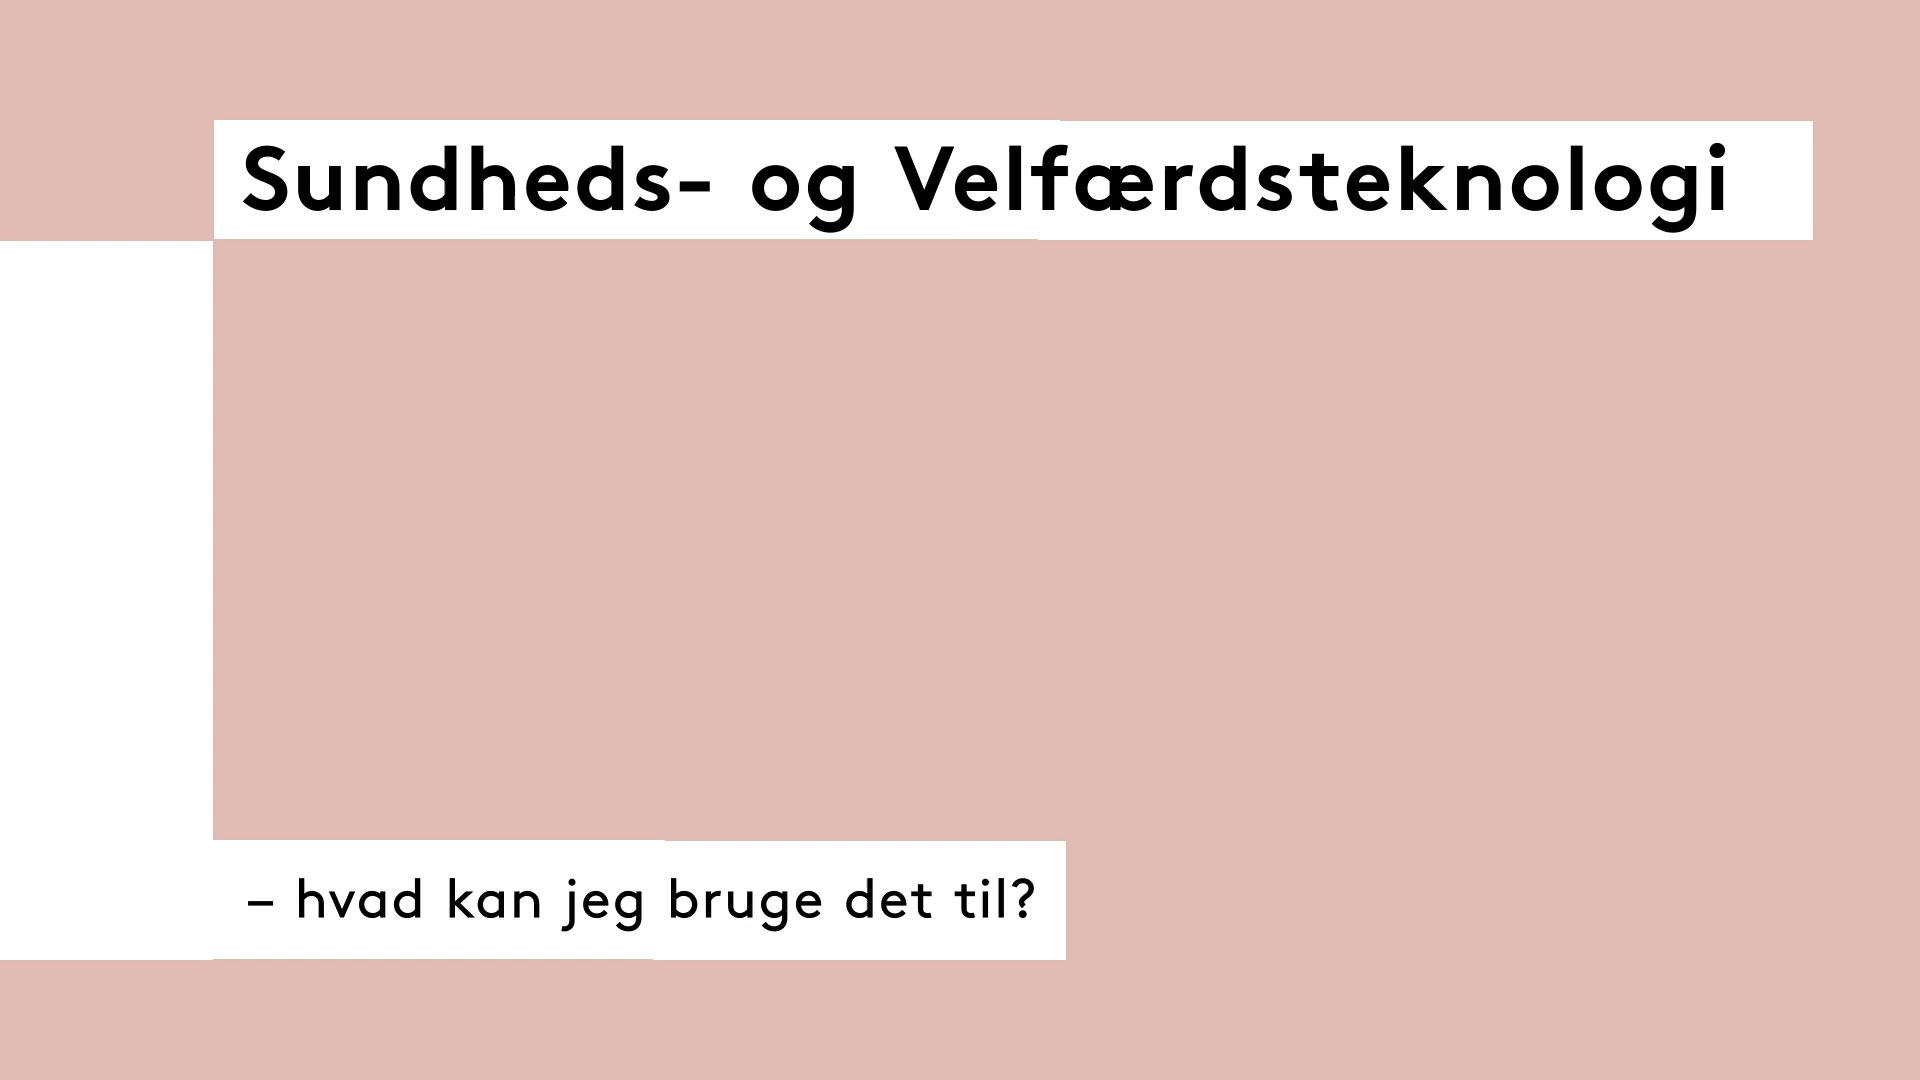 Sundheds- og Velfærdsteknologi
– hvad kan jeg bruge det til?